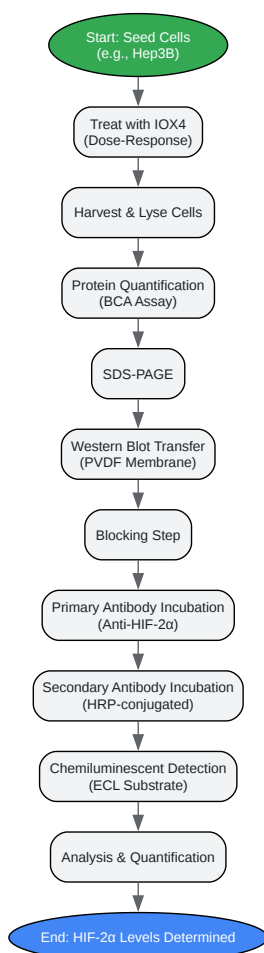 Start: Seed Cells
(e.g., Hep3B)
Treat with IOX4
(Dose-Response)
Harvest & Lyse Cells
Protein Quantification
(BCA Assay)
SDS-PAGE
Western Blot Transfer
(PVDF Membrane)
Blocking Step
Primary Antibody Incubation
(Anti-HIF-2α)
Secondary Antibody Incubation
(HRP-conjugated)
Chemiluminescent Detection
(ECL Substrate)
Analysis & Quantification
End: HIF-2α Levels Determined